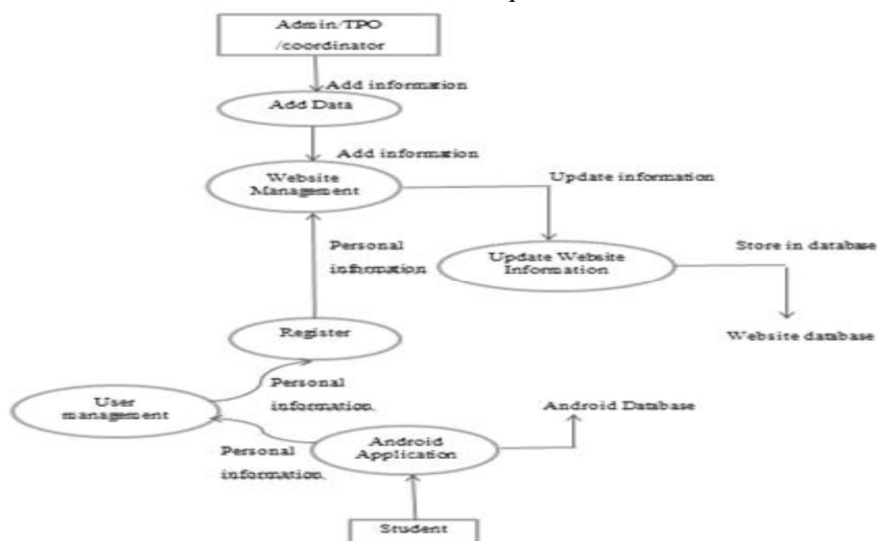 Admin/TPO
/coordinator
Add information
Add Data
Add information
Website
Management
Update information
Personal
information
Update Website
Information
Store in database
Website database
Register
Personal
information
User
management
Android Database
Personal
information
Android
Application
Student